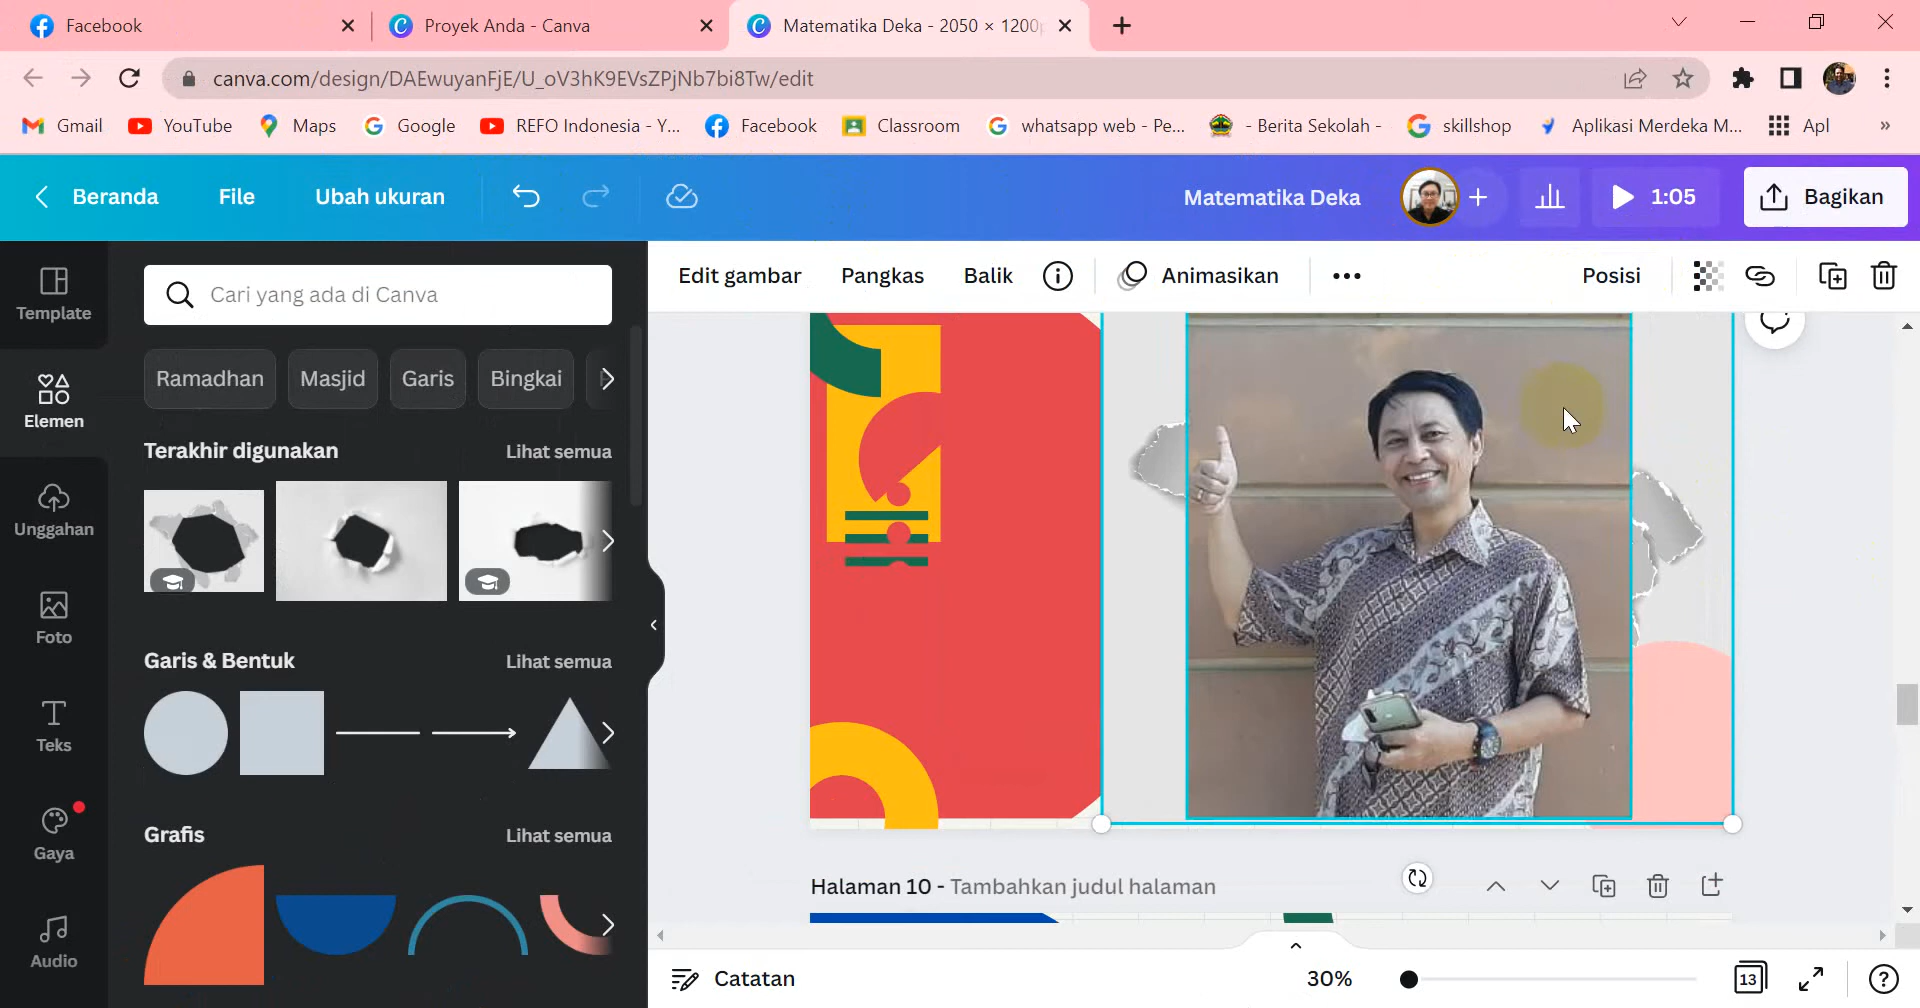 Facebook
Proyek Anda - Canva
Matematika Deka - 2050 × 1200
canva.com/design/DAEwuyanFjE/U_oV3hK9EVsZPjNb7bi8Tw/edit
Gmail YouTube Maps Google REFO Indonesia - Y... Facebook Classroom whatsapp web - Pe... - Berita Sekolah - skillshop Aplikasi Merdeka M... Apl »
Beranda File Ubah ukuran Matematika Deka + 1:05 Bagikan
Edit gambar Pangkas Balik Animasikan Posisi
Template
Elemen
Unggahan
Foto
Teks
Gaya
Audio
Cari yang ada di Canva
Ramadhan Masjid Garis Bingkai
Terakhir digunakan Lihat semua
Garis & Bentuk Lihat semua
Grafis Lihat semua
Halaman 10 - Tambahkan judul halaman
Catatan 30% 13